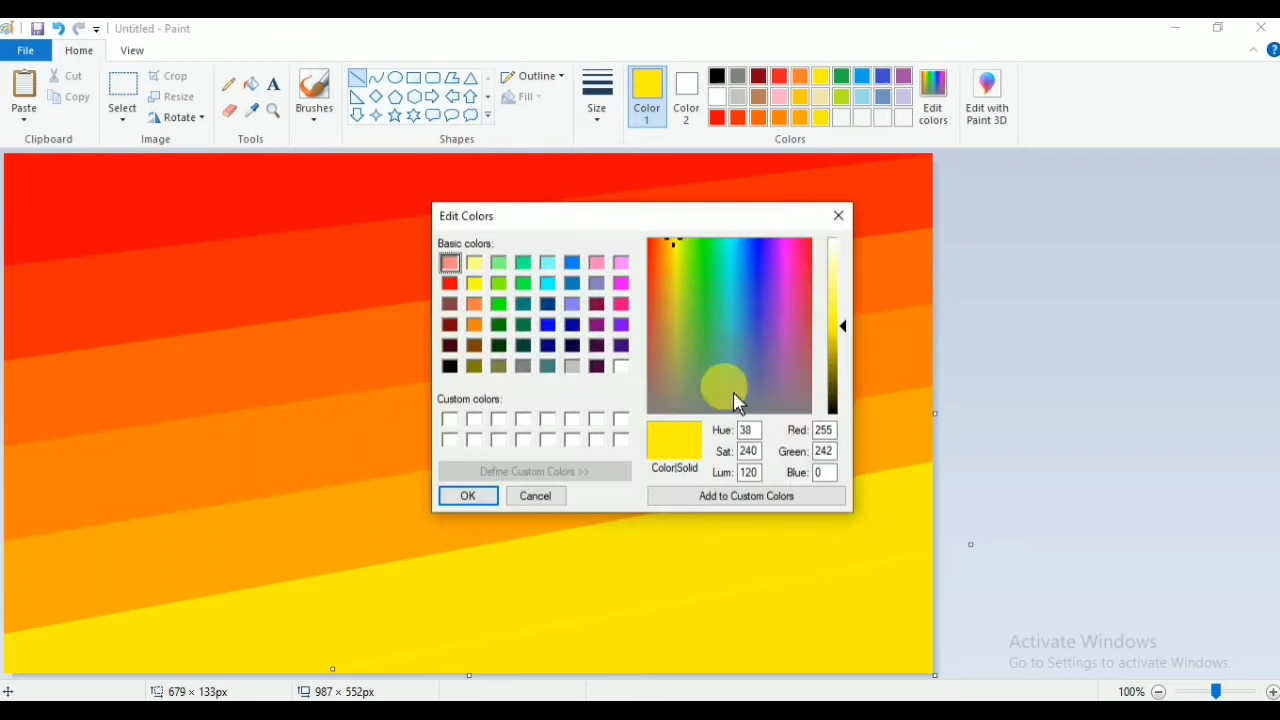 Untitled - Paint
File Home View
Paste
Cut
Copy
Clipboard
Select
Crop
Resize
Rotate
Image
Tools
Brushes
Shapes
Outline
Fill
Size
Color 1
Color 2
Colors
Edit colors
Edit with Paint 3D
Edit Colors
Basic colors:
Custom colors:
Define Custom Colors >>
OK Cancel
Color|Solid
Hue: 38 Red: 255
Sat: 240 Green: 242
Lum: 120 Blue: 0
Add to Custom Colors
Activate Windows
Go to Settings to activate Windows.
679 × 133px 987 × 552px 100%